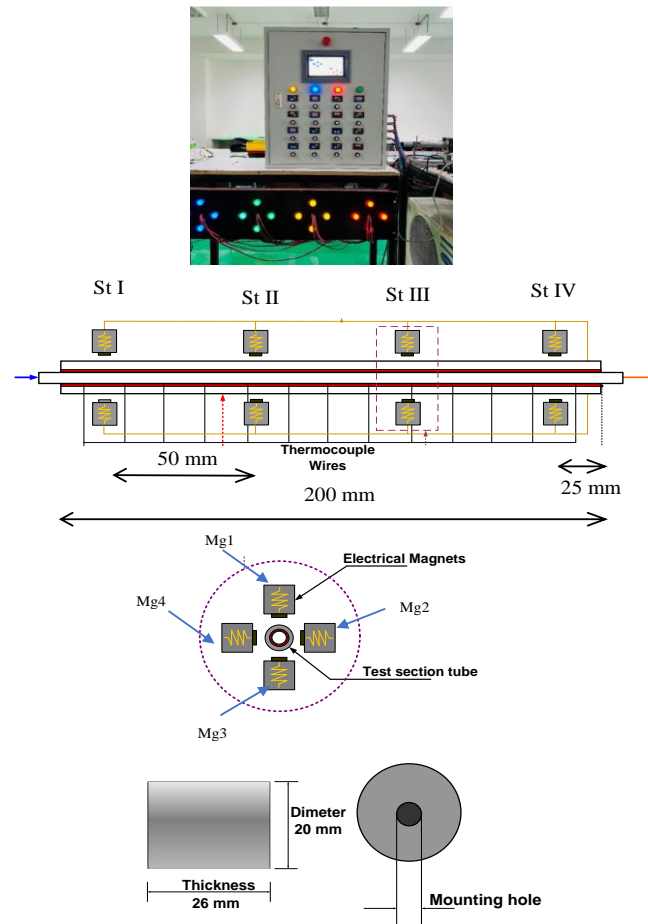 St I
St II
St III
St IV
Thermocouple
Wires
50 mm
25 mm
200 mm
Mg1
Electrical Magnets
Mg4
Mg2
Test section tube
Mg3
Dimeter
20 mm
Thickness
26 mm
Mounting hole